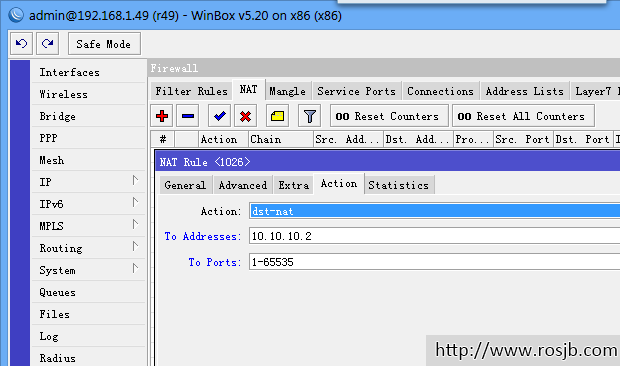 admin@192.168.1.49 (r49) - WinBox v5.20 on x86 (x86)
Safe Mode
Interfaces
Wireless
Bridge
PPP
Mesh
IP
IPv6
MPLS
Routing
System
Queues
Files
Log
Radius
Firewall
Filter Rules NAT Mangle Service Ports Connections Address Lists Layer7
00 Reset Counters 00 Reset All Counters
# Action Chain Src. Add... Dst. Add... Pro... Src. Port Dst. Port
NAT Rule <1026>
General Advanced Extra Action Statistics
Action: dst-nat
To Addresses: 10.10.10.2
To Ports: 1-65535
http://www.rosjb.com